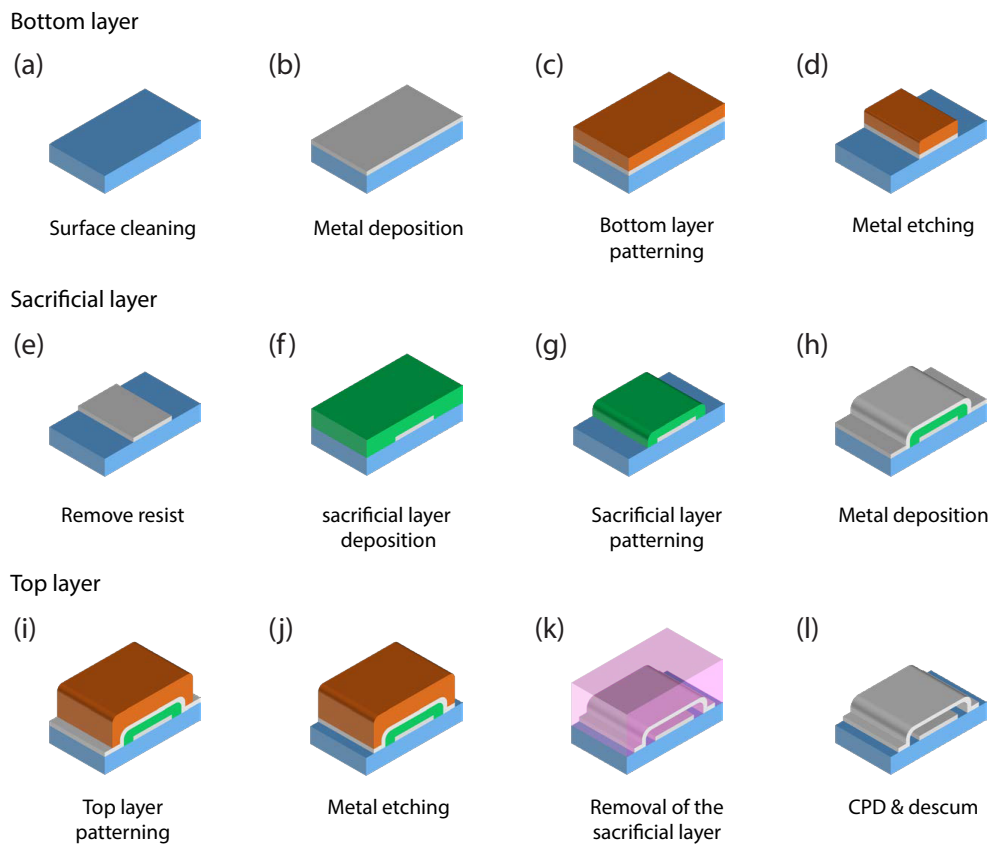 Bottom layer
(a)
(b)
(c)
(d)
Surface cleaning
Metal deposition
Bottom layer
patterning
Metal etching
Sacrificial layer
(e)
(f)
(g)
(h)
Remove resist
sacrificial layer
deposition
Sacrificial layer
patterning
Metal deposition
Top layer
(i)
(j)
(k)
(l)
Top layer
patterning
Metal etching
Removal of the
sacrificial layer
CPD & descum